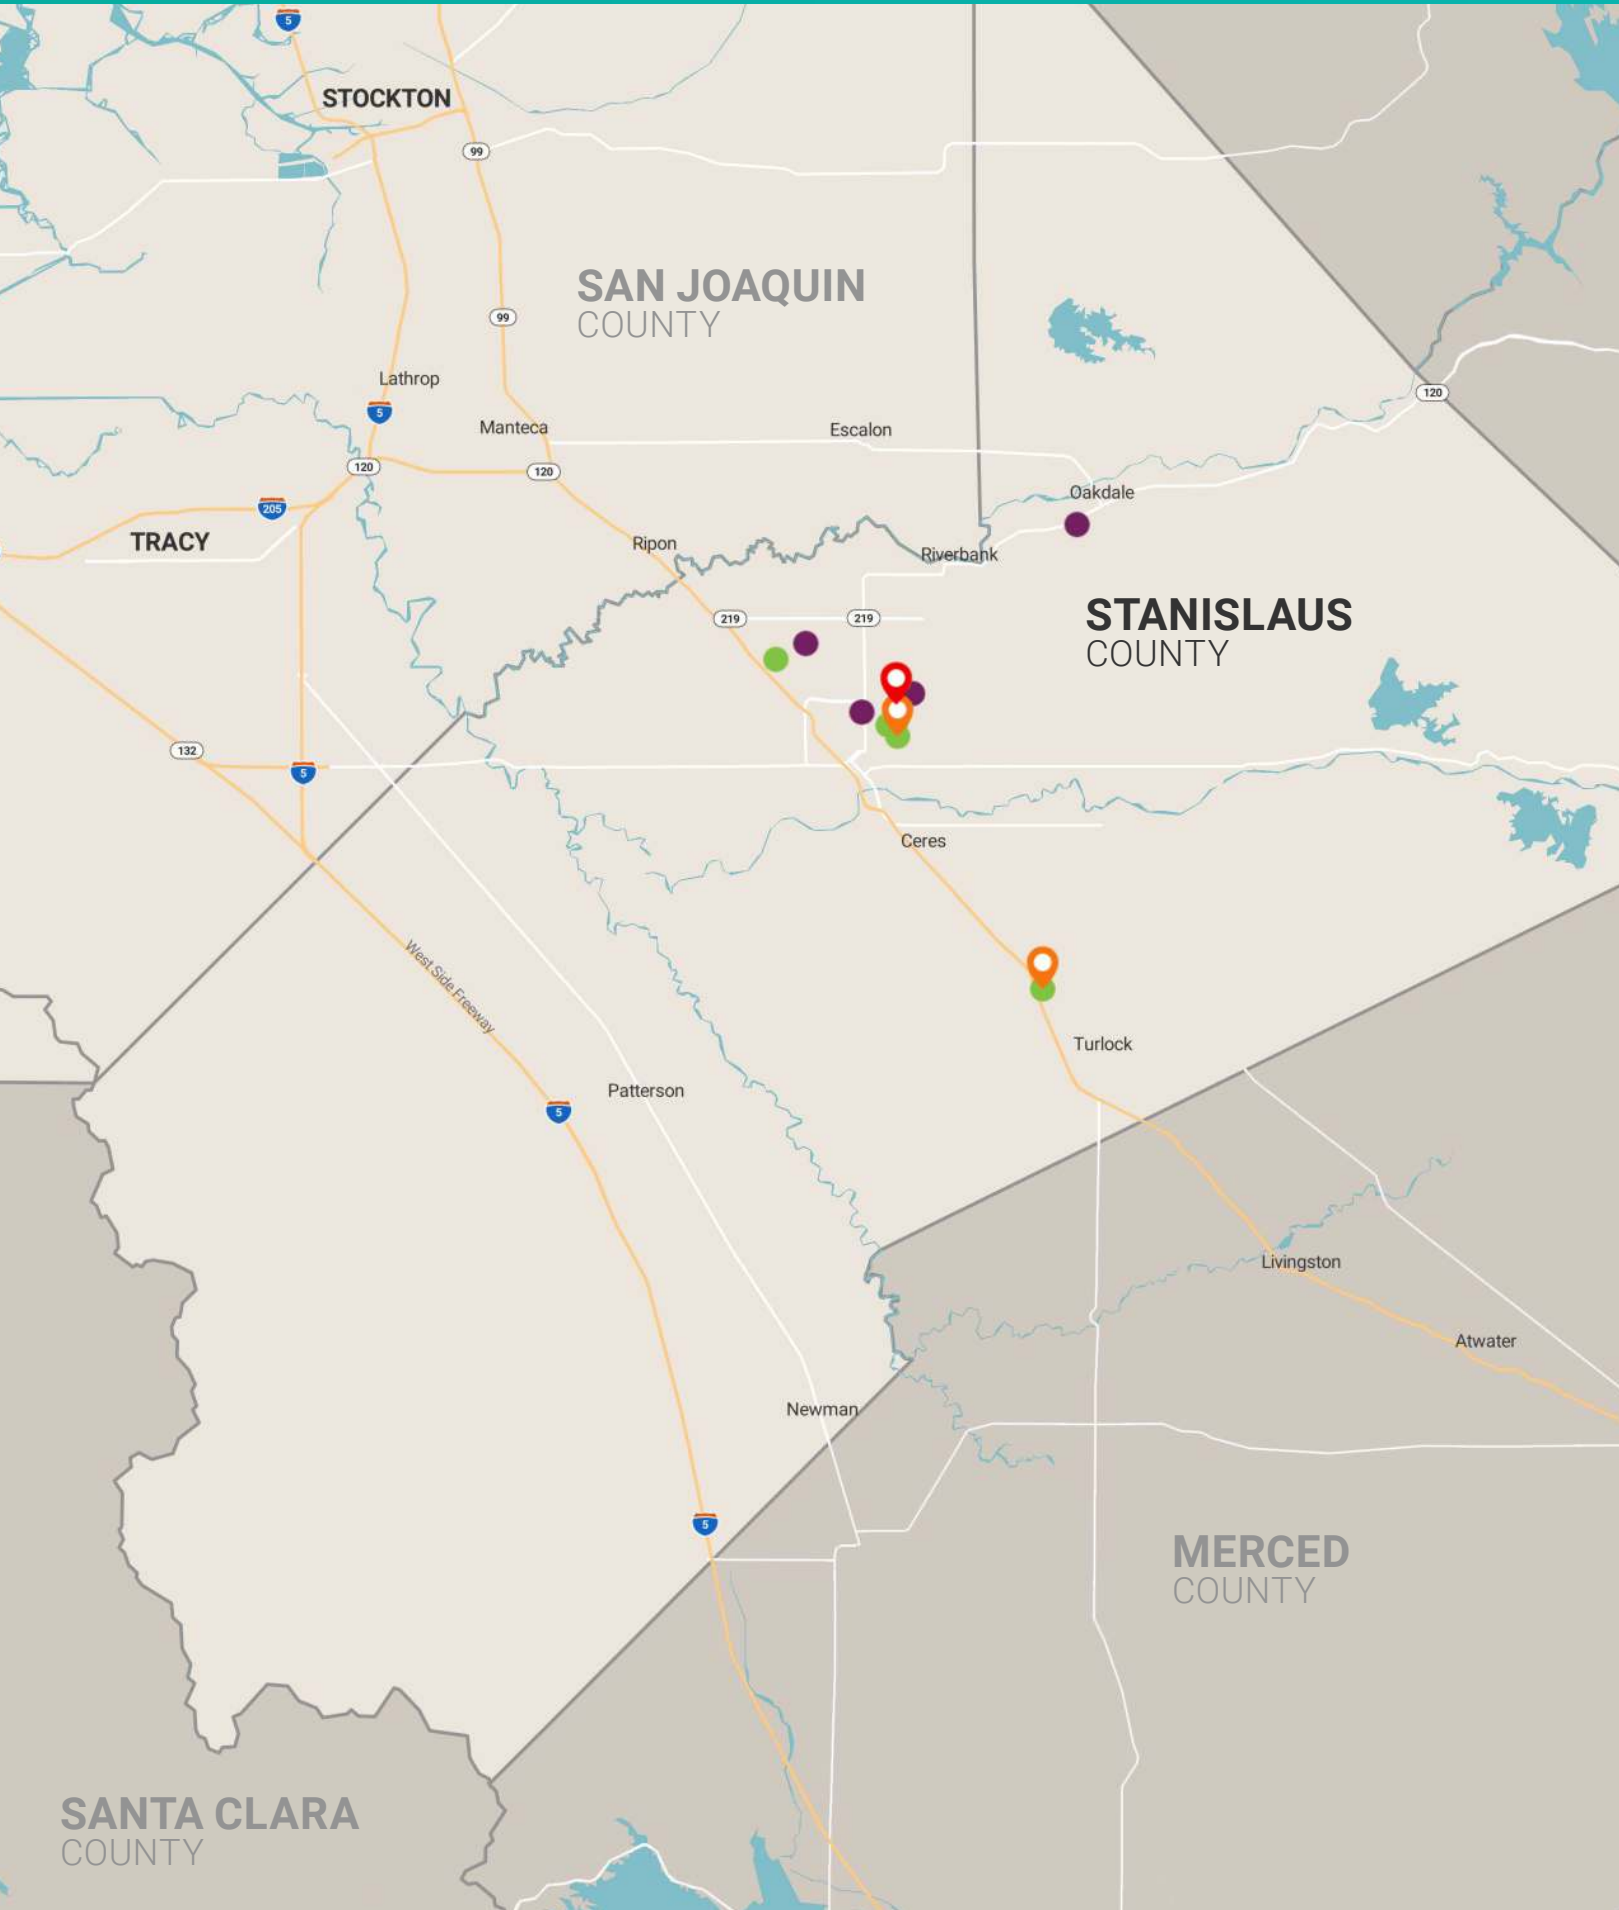 5
STOCKTON
99
SAN JOAQUIN
COUNTY
99
Lathrop
5
Manteca
Escalon
120
120
120
Oakdale
205
TRACY
Ripon
Riverbank
219
219
STANISLAUS
COUNTY
132
5
Ceres
West Side Freeway
Turlock
Patterson
5
Livingston
Atwater
Newman
5
MERCED
COUNTY
SANTA CLARA
COUNTY